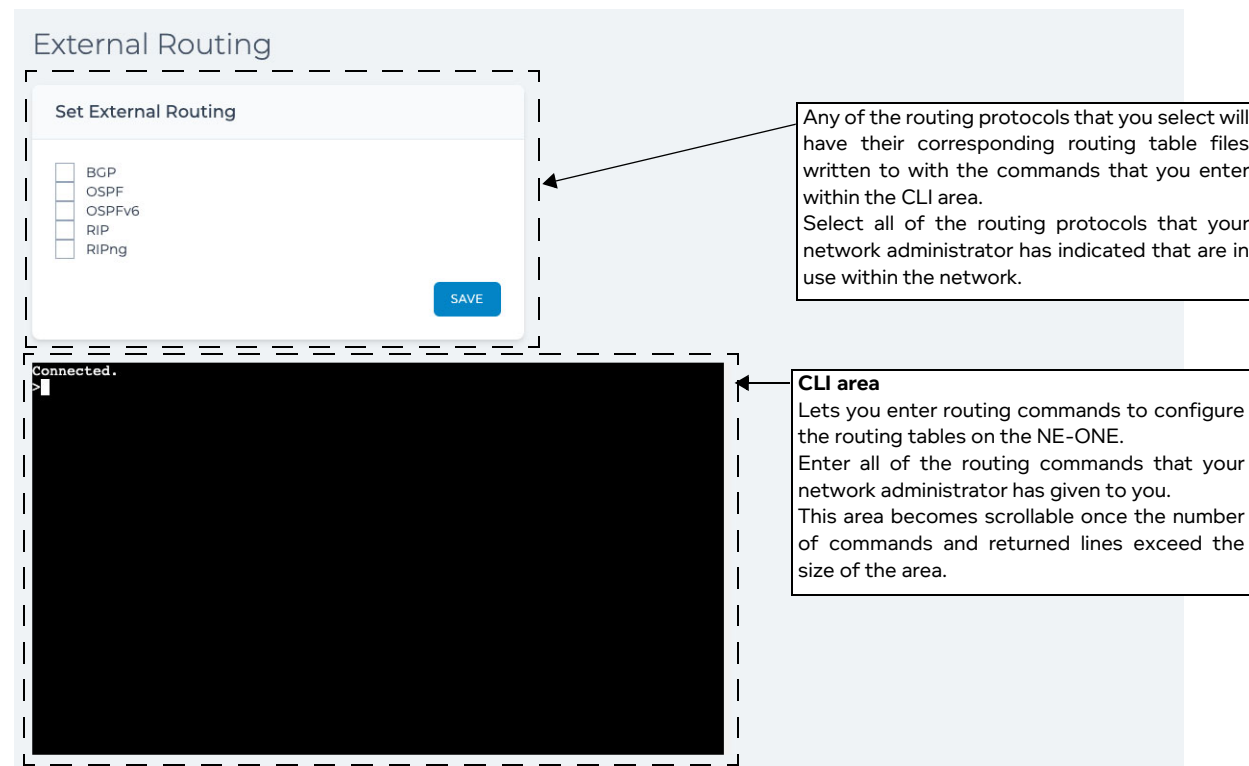 External Routing
Set External Routing
BGP
OSPF
OSPFv6
RIP
RIPng
SAVE
Any of the routing protocols that you select will
have their corresponding routing table files
written to with the commands that you enter
within the CLI area.
Select all of the routing protocols that your
network administrator has indicated that are in
use within the network.
Connected.
>
CLI area
Lets you enter routing commands to configure
the routing tables on the NE-ONE.
Enter all of the routing commands that your
network administrator has given to you.
This area becomes scrollable once the number
of commands and returned lines exceed the
size of the area.